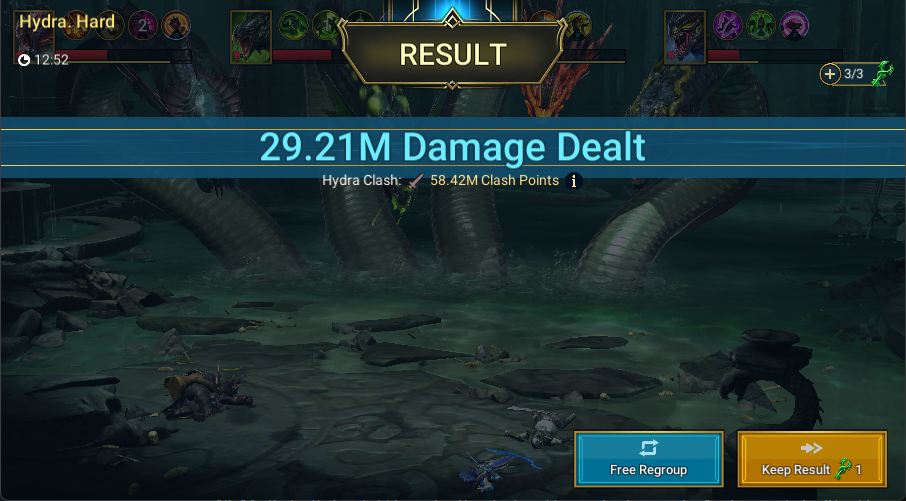 Hydra. Hard
2
RESULT
12:52
3/3
29.21M Damage Dealt
Hydra Clash: 58.42M Clash Points i
Free Regroup
Keep Result 1